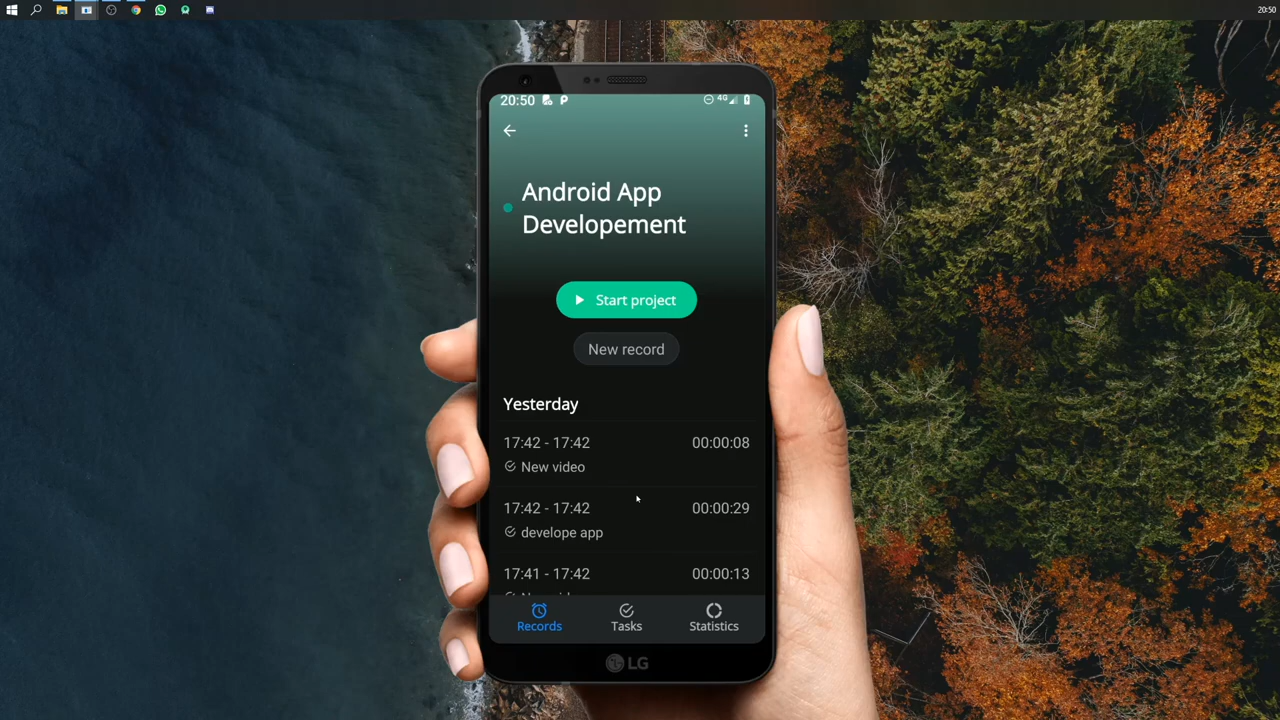 20:50
20:50 P 4G
Android App
Developement
Start project
New record
Yesterday
17:42 - 17:42 00:00:08
New video
17:42 - 17:42 00:00:29
develope app
17:41 - 17:42 00:00:13
Records Tasks Statistics
LG